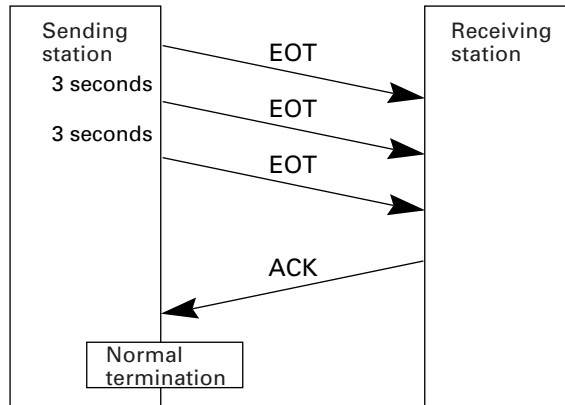 Sending
station
Receiving
station
EOT
3 seconds
EOT
3 seconds
EOT
ACK
Normal
termination